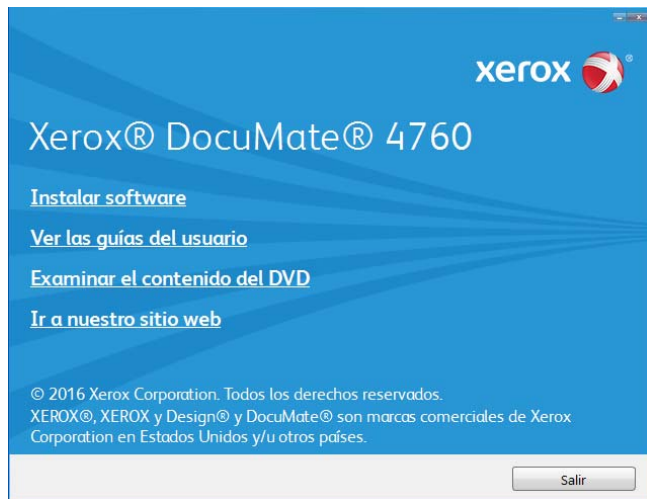 xerox ®
Xerox® DocuMate® 4760
Instalar software
Ver las guías del usuario
Examinar el contenido del DVD
Ir a nuestro sitio web
© 2016 Xerox Corporation. Todos los derechos reservados.
XEROX®, XEROX y Design® y DocuMate® son marcas comerciales de Xerox
Corporation en Estados Unidos y/u otros países.
Salir